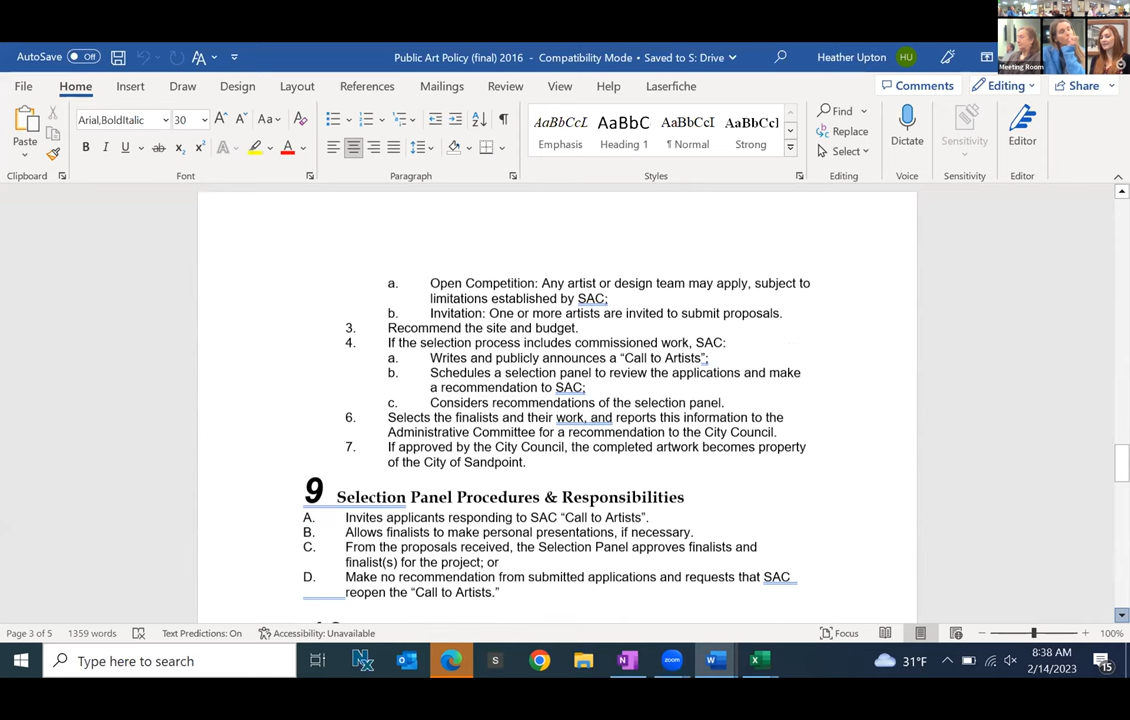 AutoSave Off Public Art Policy (final) 2016 - Compatibility Mode • Saved to S: Drive Heather Upton HU
Meeting Room
File Home Insert Draw Design Layout References Mailings Review View Help Laserfiche Comments Editing Share
Paste Arial,BoldItalic 30 Aa AaBbCcL AaBbC AaBbCcI AaBbCcl Find Replace Select
Emphasis Heading 1 ¶ Normal Strong Dictate Sensitivity Editor
Clipboard Font Paragraph Styles Editing Voice Sensitivity Editor
a. Open Competition: Any artist or design team may apply, subject to
limitations established by SAC;
b. Invitation: One or more artists are invited to submit proposals.
3. Recommend the site and budget.
4. If the selection process includes commissioned work, SAC:
a. Writes and publicly announces a “Call to Artists”;
b. Schedules a selection panel to review the applications and make
a recommendation to SAC;
c. Considers recommendations of the selection panel.
6. Selects the finalists and their work, and reports this information to the
Administrative Committee for a recommendation to the City Council.
7. If approved by the City Council, the completed artwork becomes property
of the City of Sandpoint.
9 Selection Panel Procedures & Responsibilities
A. Invites applicants responding to SAC “Call to Artists”.
B. Allows finalists to make personal presentations, if necessary.
C. From the proposals received, the Selection Panel approves finalists and
finalist(s) for the project; or
D. Make no recommendation from submitted applications and requests that SAC
reopen the “Call to Artists.”
Page 3 of 5 1359 words Text Predictions: On Accessibility: Unavailable Focus 100%
Type here to search 31°F 8:38 AM
2/14/2023 15